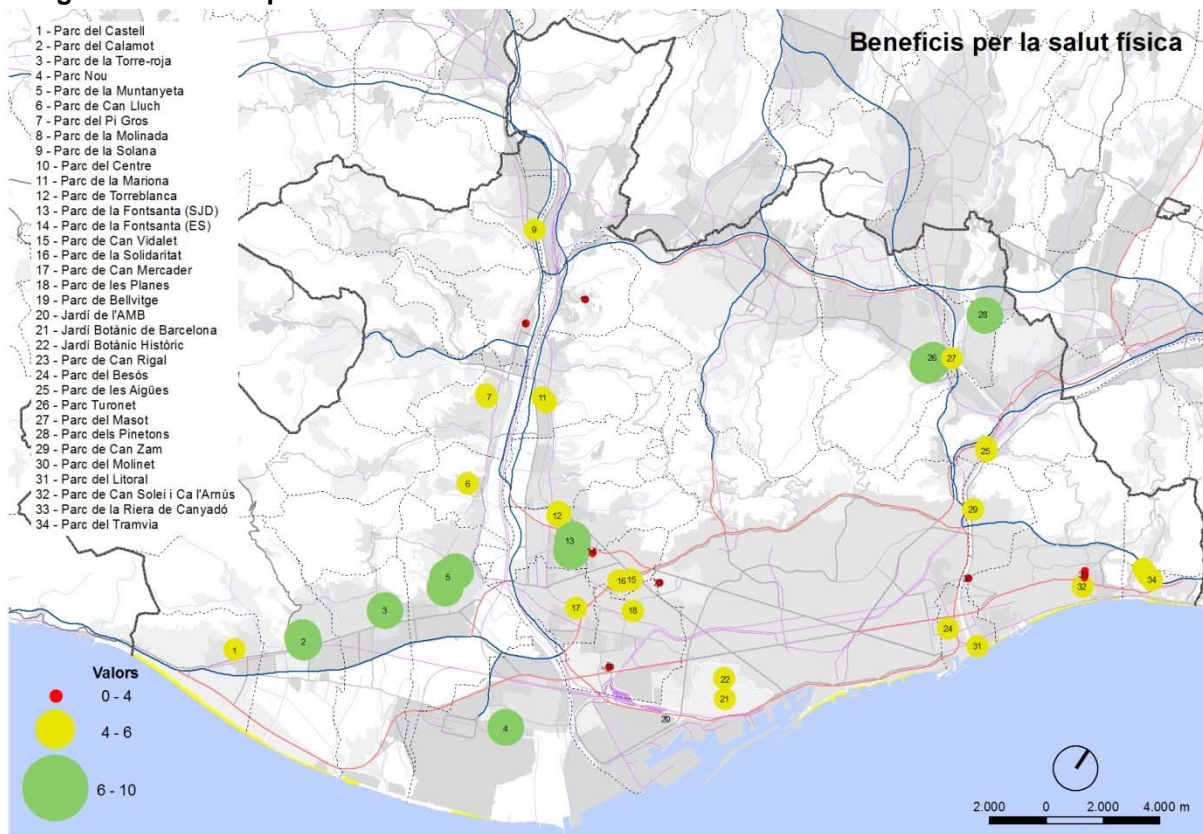 Beneficis per la salut física
1 - Parc del Castell
2 - Parc del Calamot
3 - Parc de la Torre-roja
4 - Parc Nou
5 - Parc de la Muntanyeta
6 - Parc de Can Lluch
7 - Parc del Pi Gros
8 - Parc de la Molinada
9 - Parc de la Solana
10 - Parc del Centre
11 - Parc de la Mariona
12 - Parc de Torreblanca
13 - Parc de la Fontsanta (SJD)
14 - Parc de la Fontsanta (ES)
15 - Parc de Can Vidalet
16 - Parc de la Solidaritat
17 - Parc de Can Mercader
18 - Parc de les Planes
19 - Parc de Bellvitge
20 - Jardí de l'AMB
21 - Jardí Botànic de Barcelona
22 - Jardí Botànic Històric
23 - Parc de Can Rigal
24 - Parc del Besòs
25 - Parc de les Aigües
26 - Parc Turonet
27 - Parc del Masot
28 - Parc dels Pinetons
29 - Parc de Can Zam
30 - Parc del Molinet
31 - Parc del Litoral
32 - Parc de Can Solei i Ca l'Arnús
33 - Parc de la Riera de Canyadó
34 - Parc del Tramvia
9
28
26
27
7
11
25
6
29
12
13
5
16 15
34
32
3
17
18
2
24
1
31
22
21
4
20
Valors
0 - 4
4 - 6
6 - 10
2.000 0 2.000 4.000 m